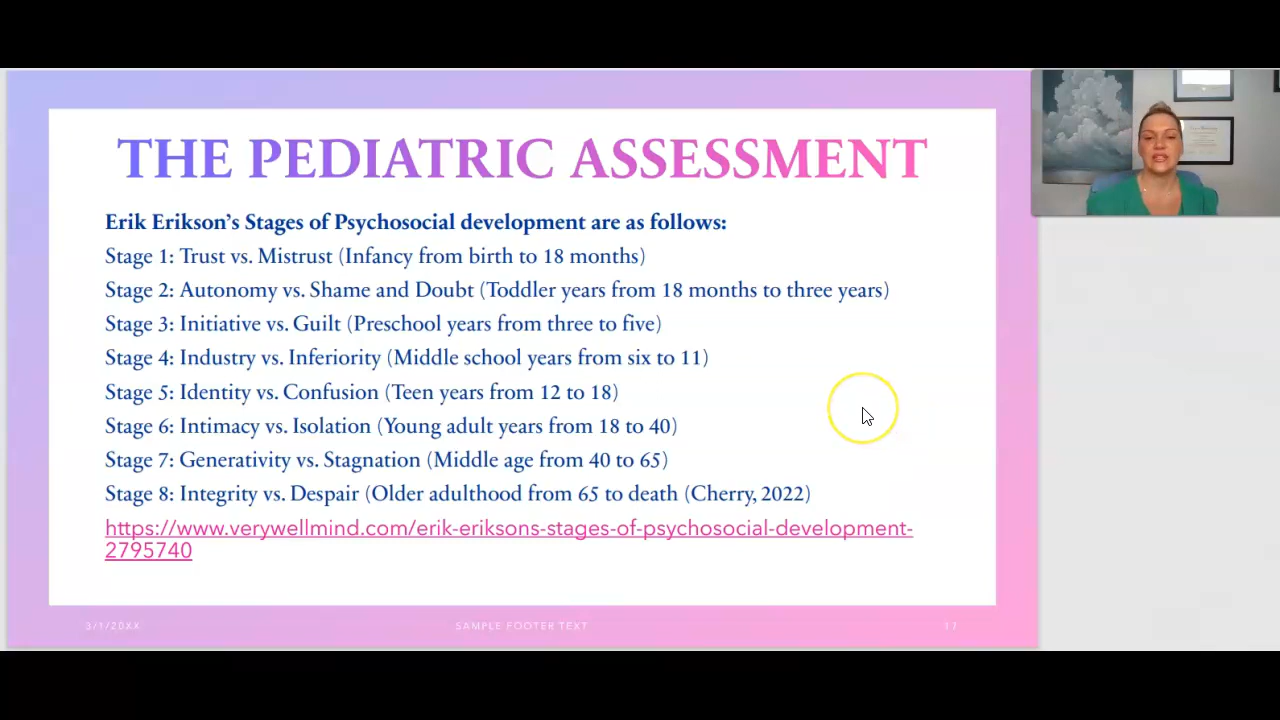 THE PEDIATRIC ASSESSMENT
Erik Erikson's Stages of Psychosocial development are as follows:
Stage 1: Trust vs. Mistrust (Infancy from birth to 18 months)
Stage 2: Autonomy vs. Shame and Doubt (Toddler years from 18 months to three years)
Stage 3: Initiative vs. Guilt (Preschool years from three to five)
Stage 4: Industry vs. Inferiority (Middle school years from six to 11)
Stage 5: Identity vs. Confusion (Teen years from 12 to 18)
Stage 6: Intimacy vs. Isolation (Young adult years from 18 to 40)
Stage 7: Generativity vs. Stagnation (Middle age from 40 to 65)
Stage 8: Integrity vs. Despair (Older adulthood from 65 to death (Cherry, 2022)
https://www.verywellmind.com/erik-eriksons-stages-of-psychosocial-development-
2795740
3/1/20XX SAMPLE FOOTER TEXT 17